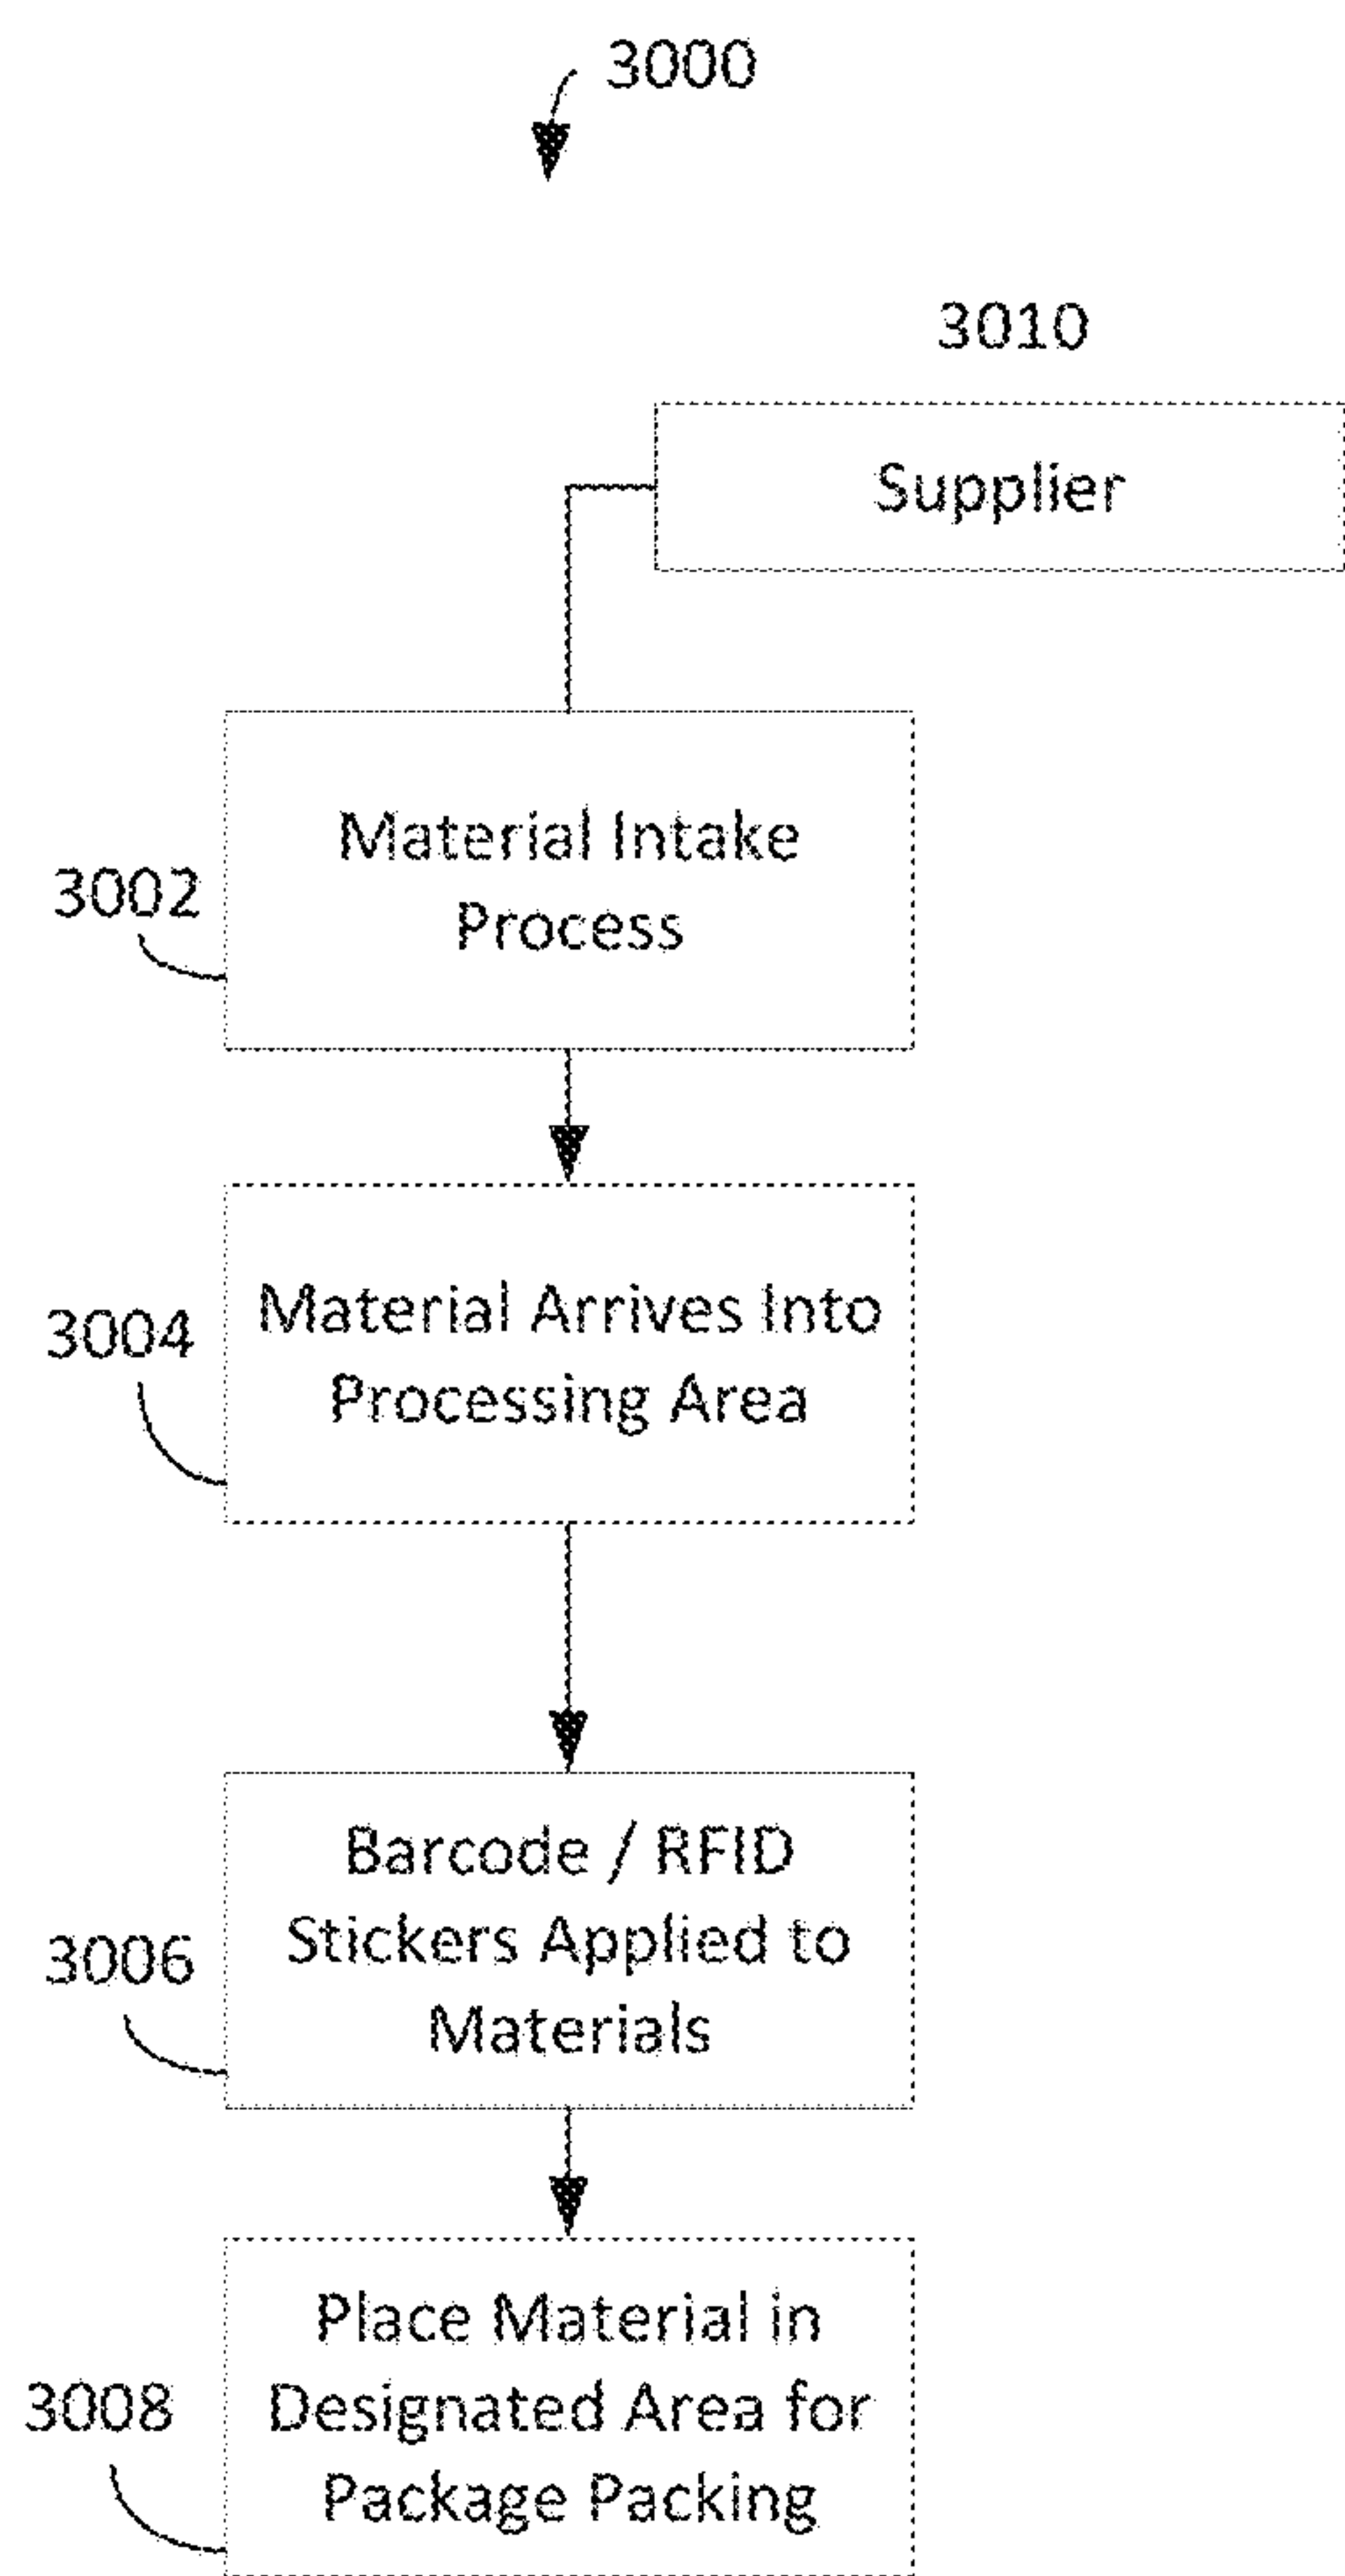 3000
3010
Supplier
Material Intake
Process
3002
Material Arrives Into
Processing Area
3004
Barcode / RFID
Stickers Applied to
Materials
3006
Place Material in
Designated Area for
Package Packing
3008